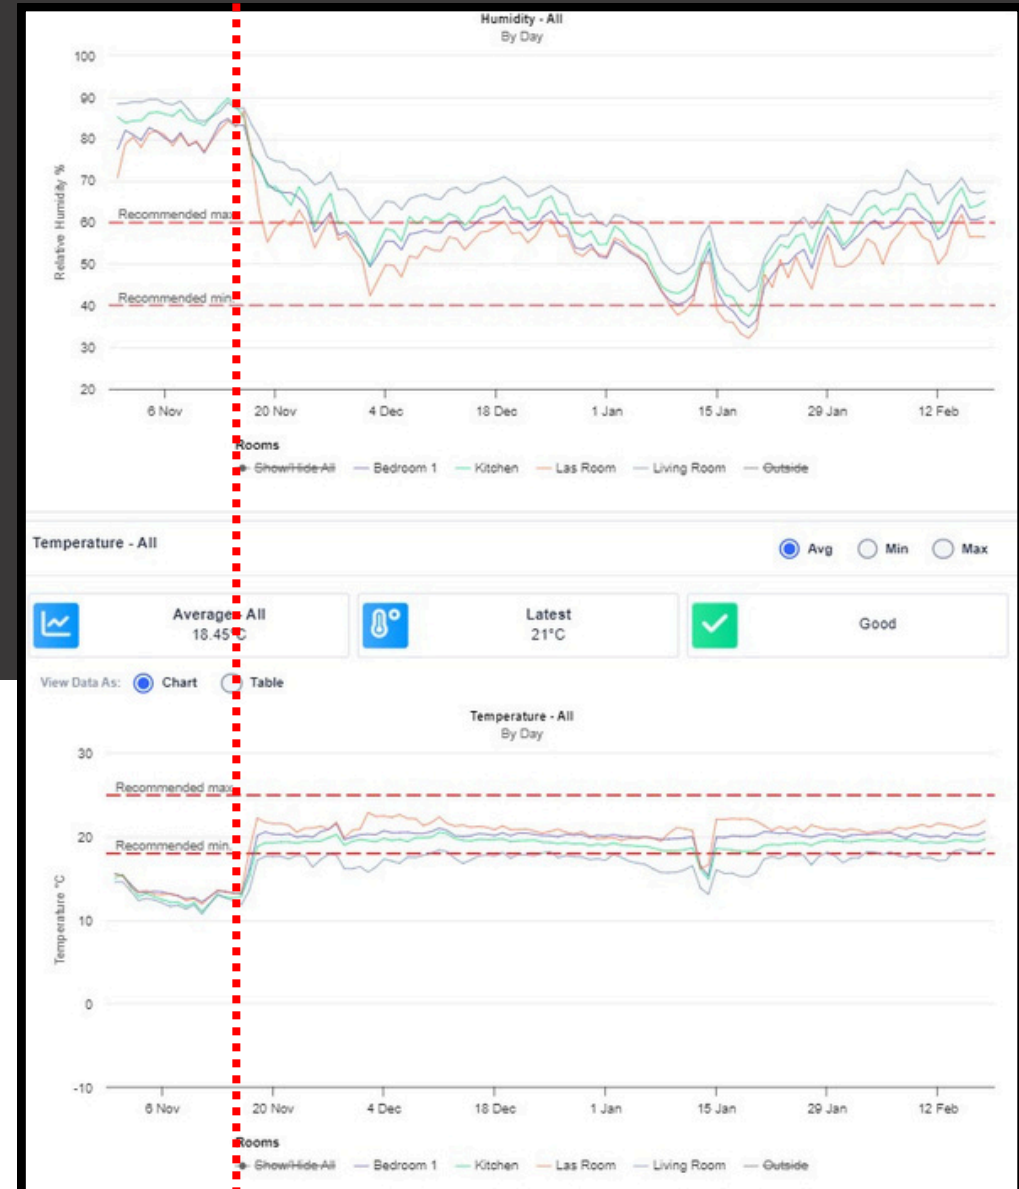 Humidity - All
By Day
100
90
80
70
60
50
40
30
20
Relative Humidity %
Recommended max
Recommended min.
6 Nov 20 Nov 4 Dec 18 Dec 1 Jan 15 Jan 29 Jan 12 Feb
Rooms
Show/Hide All Bedroom 1 Kitchen Las Room Living Room Outside
Temperature - All
Avg Min Max
Average - All
18.45°C
Latest
21°C
Good
View Data As: Chart Table
Temperature - All
By Day
30
20
10
0
-10
Temperature °C
Recommended max
Recommended min.
6 Nov 20 Nov 4 Dec 18 Dec 1 Jan 15 Jan 29 Jan 12 Feb
Rooms
Show/Hide All Bedroom 1 Kitchen Las Room Living Room Outside